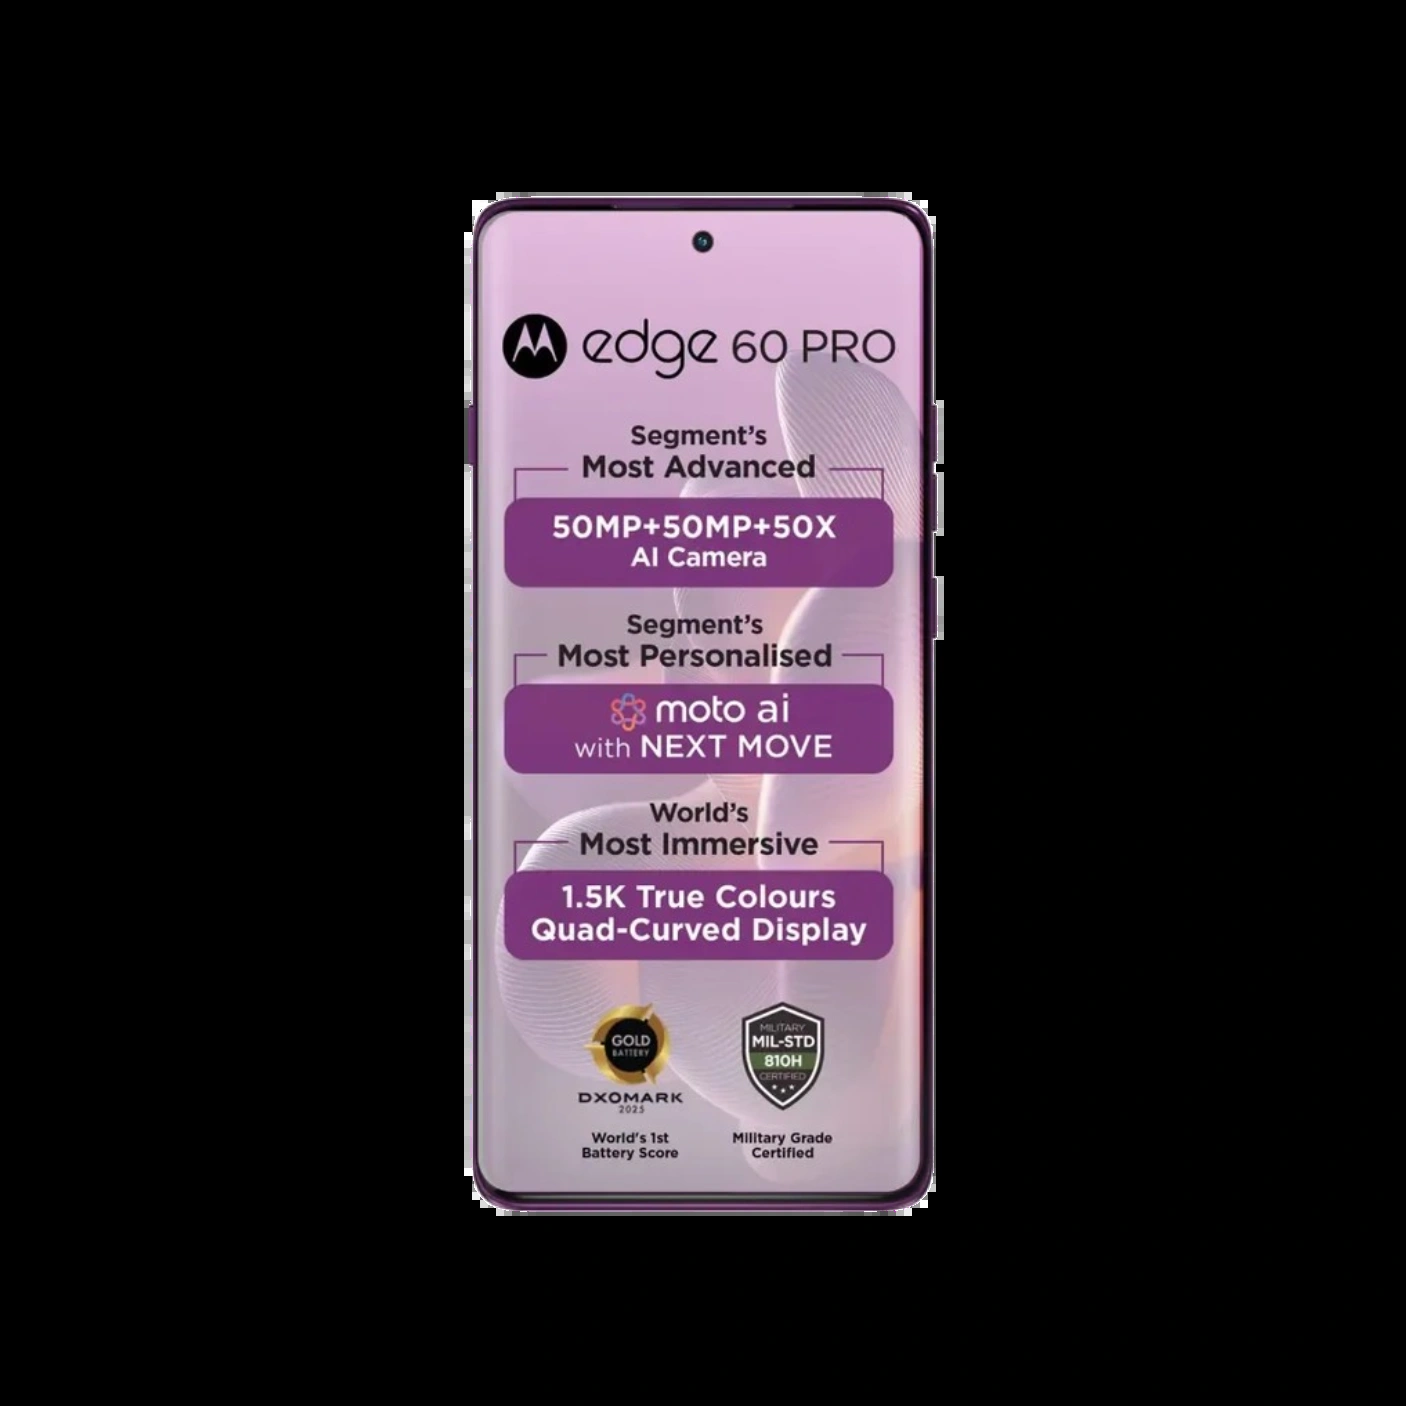 edge 60 PRO
Segment's
Most Advanced
50MP+50MP+50X
AI Camera
Segment's
Most Personalised
moto ai
with NEXT MOVE
World's
Most Immersive
1.5K True Colours
Quad-Curved Display
GOLD
BATTERY
DXOMARK
2025
World's 1st
Battery Score
MILITARY
MIL-STD
810H
CERTIFIED
Military Grade
Certified